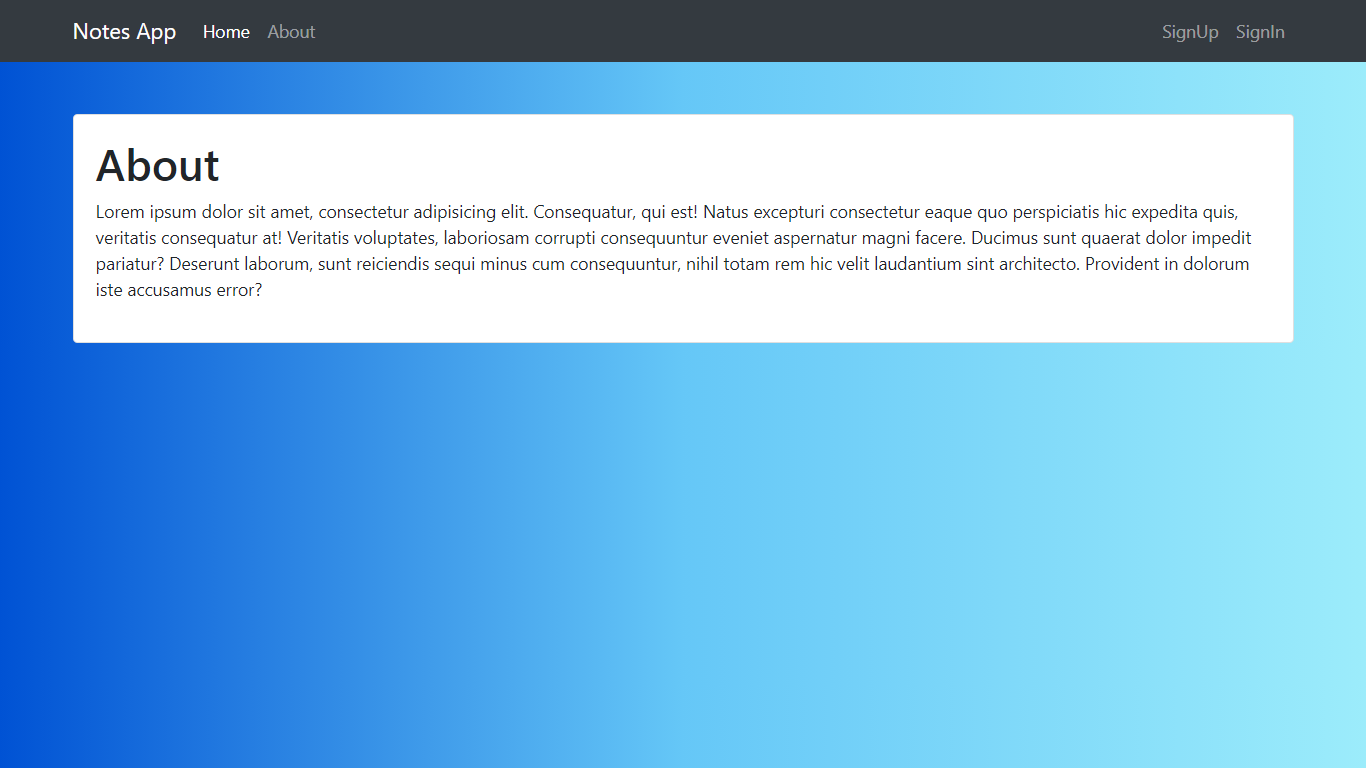 Notes App Home About SignUp SignIn
About
Lorem ipsum dolor sit amet, consectetur adipisicing elit. Consequatur, qui est! Natus excepturi consectetur eaque quo perspiciatis hic expedita quis,
veritatis consequatur at! Veritatis voluptates, laboriosam corrupti consequuntur eveniet aspernatur magni facere. Ducimus sunt quaerat dolor impedit
pariatur? Deserunt laborum, sunt reiciendis sequi minus cum consequuntur, nihil totam rem hic velit laudantium sint architecto. Provident in dolorum
iste accusamus error?